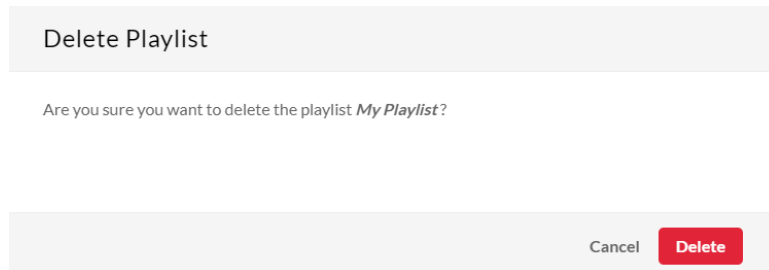 Delete Playlist
Are you sure you want to delete the playlist My Playlist?
Cancel Delete